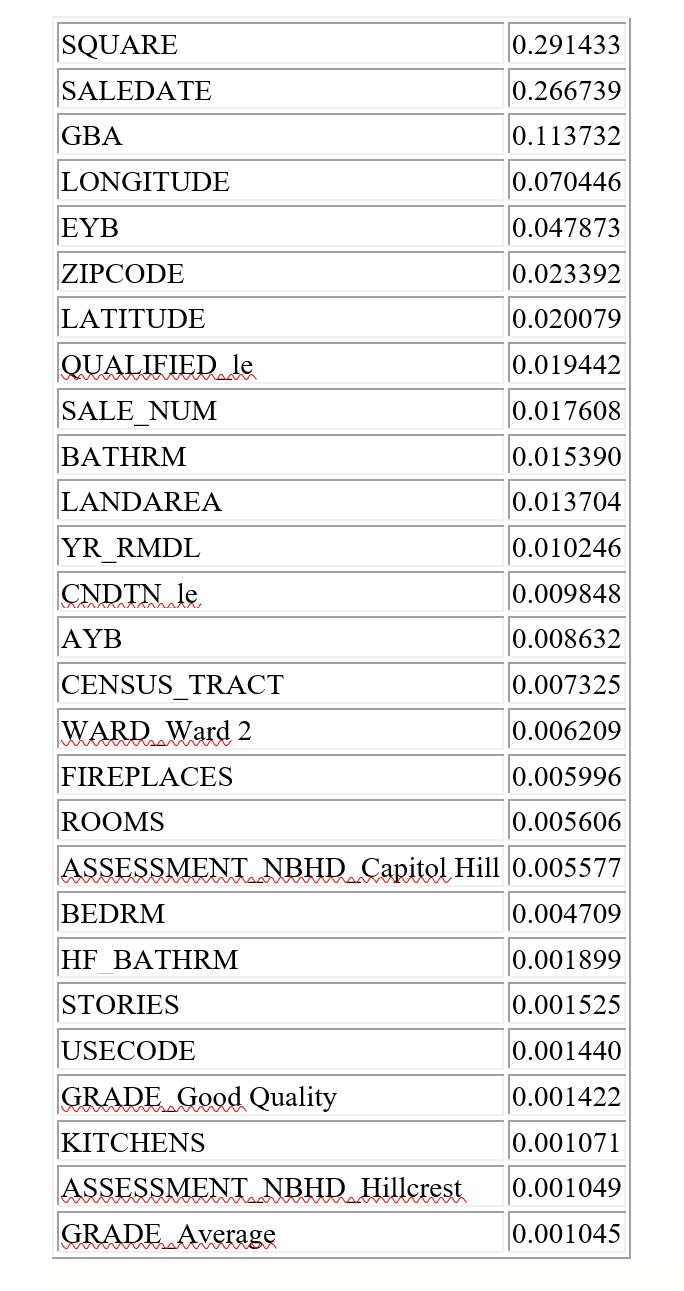 SQUARE 0.291433
SALEDATE 0.266739
GBA 0.113732
LONGITUDE 0.070446
EYB 0.047873
ZIPCODE 0.023392
LATITUDE 0.020079
QUALIFIED_le 0.019442
SALE_NUM 0.017608
BATHRM 0.015390
LANDAREA 0.013704
YR_RMDL 0.010246
CNDTN_le 0.009848
AYB 0.008632
CENSUS_TRACT 0.007325
WARD_Ward 2 0.006209
FIREPLACES 0.005996
ROOMS 0.005606
ASSESSMENT_NBHD_Capitol Hill 0.005577
BEDRM 0.004709
HF_BATHRM 0.001899
STORIES 0.001525
USECODE 0.001440
GRADE_Good Quality 0.001422
KITCHENS 0.001071
ASSESSMENT_NBHD_Hillcrest 0.001049
GRADE_Average 0.001045